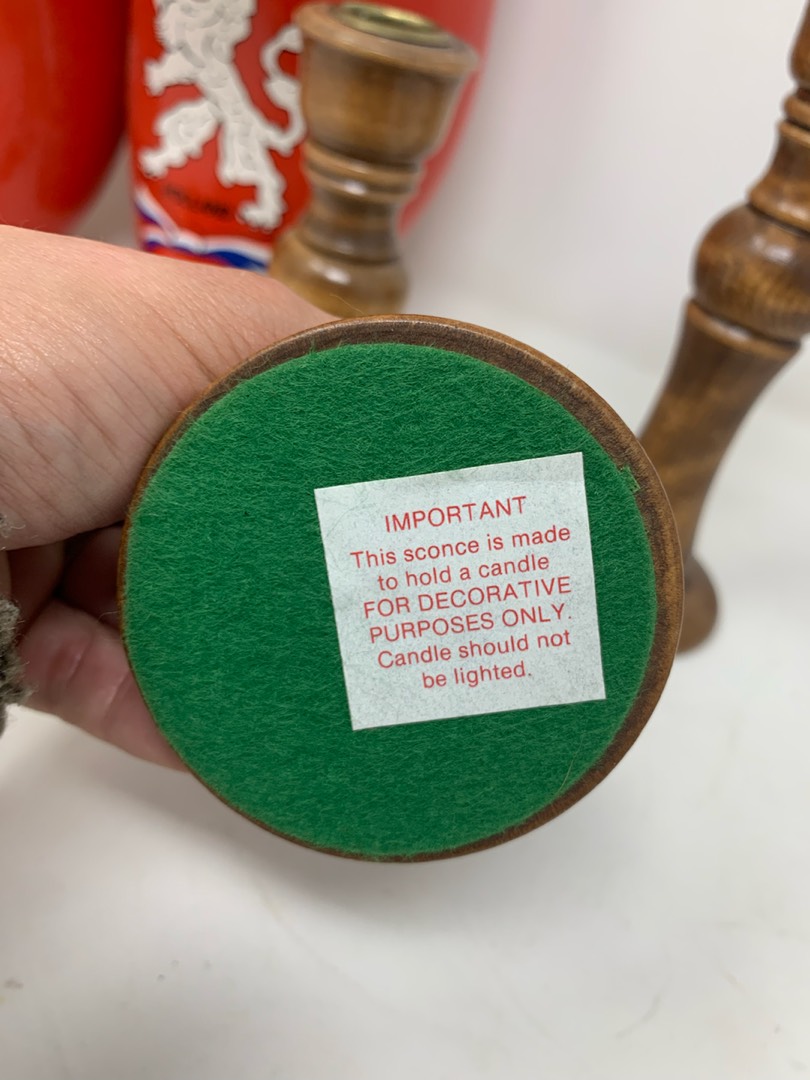 IMPORTANT
This sconce is made
to hold a candle
FOR DECORATIVE
PURPOSES ONLY.
Candle should not
be lighted.